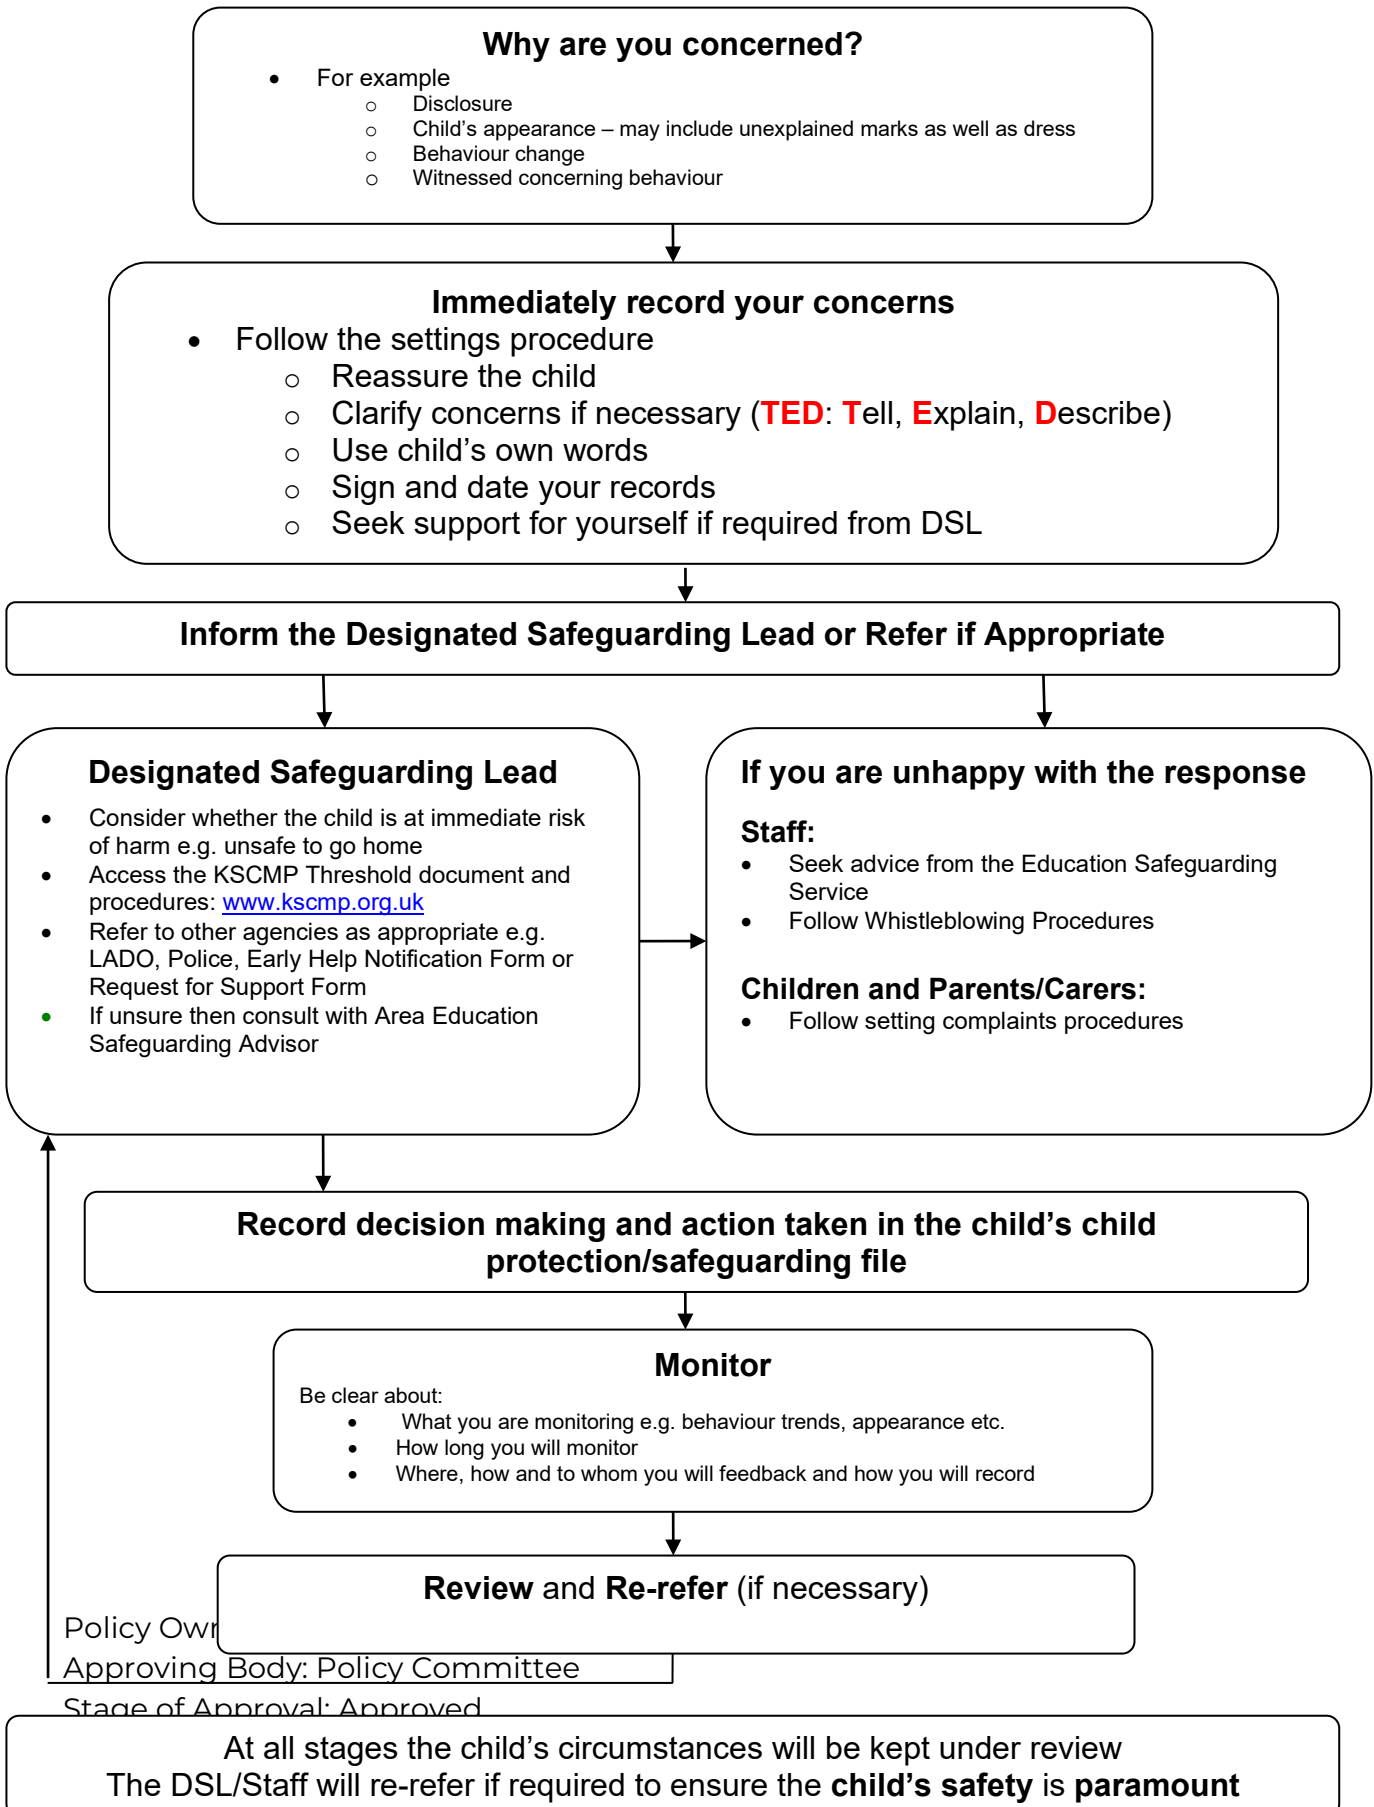 Why are you concerned?
• For example
o Disclosure
o Child’s appearance – may include unexplained marks as well as dress
o Behaviour change
o Witnessed concerning behaviour
Immediately record your concerns
• Follow the settings procedure
o Reassure the child
o Clarify concerns if necessary (TED: Tell, Explain, Describe)
o Use child’s own words
o Sign and date your records
o Seek support for yourself if required from DSL
Inform the Designated Safeguarding Lead or Refer if Appropriate
Designated Safeguarding Lead
• Consider whether the child is at immediate risk
of harm e.g. unsafe to go home
• Access the KSCMP Threshold document and
procedures: www.kscmp.org.uk
• Refer to other agencies as appropriate e.g.
LADO, Police, Early Help Notification Form or
Request for Support Form
• If unsure then consult with Area Education
Safeguarding Advisor
If you are unhappy with the response
Staff:
• Seek advice from the Education Safeguarding
Service
• Follow Whistleblowing Procedures
Children and Parents/Carers:
• Follow setting complaints procedures
Record decision making and action taken in the child’s child
protection/safeguarding file
Monitor
Be clear about:
• What you are monitoring e.g. behaviour trends, appearance etc.
• How long you will monitor
• Where, how and to whom you will feedback and how you will record
Review and Re-refer (if necessary)
Policy
Approving Body: Policy Committee
Stage of Approval: Approved
At all stages the child’s circumstances will be kept under review
The DSL/Staff will re-refer if required to ensure the child’s safety is paramount